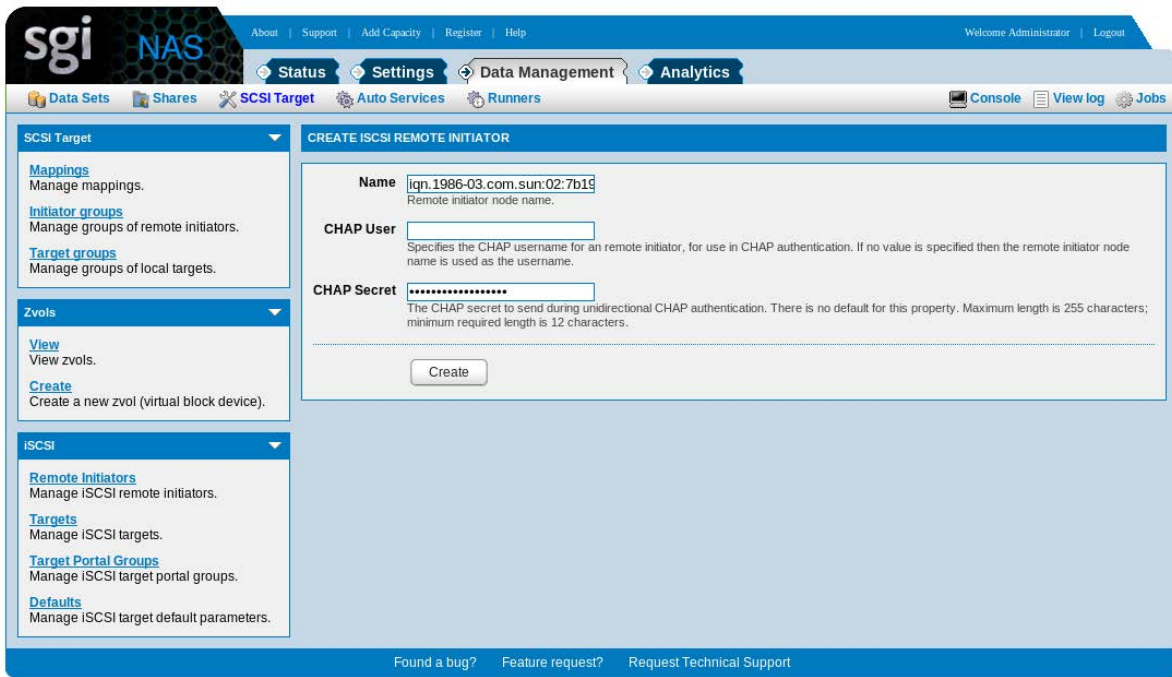 sgi NAS
About | Support | Add Capacity | Register | Help
Welcome Administrator | Logout
Status Settings Data Management Analytics
Data Sets Shares SCSI Target Auto Services Runners
Console View log Jobs
SCSI Target
Mappings
Manage mappings.
Initiator groups
Manage groups of remote initiators.
Target groups
Manage groups of local targets.
Zvols
View
View zvols.
Create
Create a new zvol (virtual block device).
iSCSI
Remote Initiators
Manage iSCSI remote initiators.
Targets
Manage iSCSI targets.
Target Portal Groups
Manage iSCSI target portal groups.
Defaults
Manage iSCSI target default parameters.
CREATE ISCSI REMOTE INITIATOR
Name iqn.1986-03.com.sun:02:7b19
Remote initiator node name.
CHAP User
Specifies the CHAP username for an remote initiator, for use in CHAP authentication. If no value is specified then the remote initiator node
name is used as the username.
CHAP Secret ••••••••••••••••••
The CHAP secret to send during unidirectional CHAP authentication. There is no default for this property. Maximum length is 255 characters;
minimum required length is 12 characters.
Create
Found a bug? Feature request? Request Technical Support